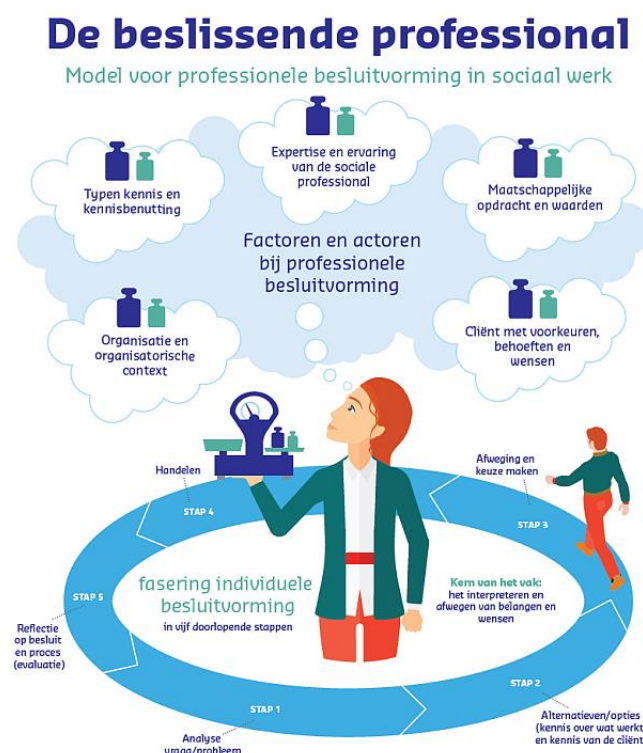 De beslissende professional
Model voor professionele besluitvorming in sociaal werk
Expertise en ervaring
van de sociale
professional
Typen kennis en
kennisbenutting
Maatschappelijke
opdracht en waarden
Factoren en actoren
bij professionele
besluitvorming
Organisatie en
organisatorische
context
Cliënt met voorkeuren,
behoeften en
wensen
Handelen
STAP 4
Afweging en
keuze maken
STAP 3
fasering individuele
besluitvorming
in vijf doorlopende stappen
Kern van het vak:
het interpreteren en
afwegen van belangen en
wensen
STAP 5
Reflectie
op besluit
en proces
(evaluatie)
STAP 1
Analyse
vraag/probleem
STAP 2
Alternatieven/opties
(kennis over wat werkt
en kennis van de cliënt